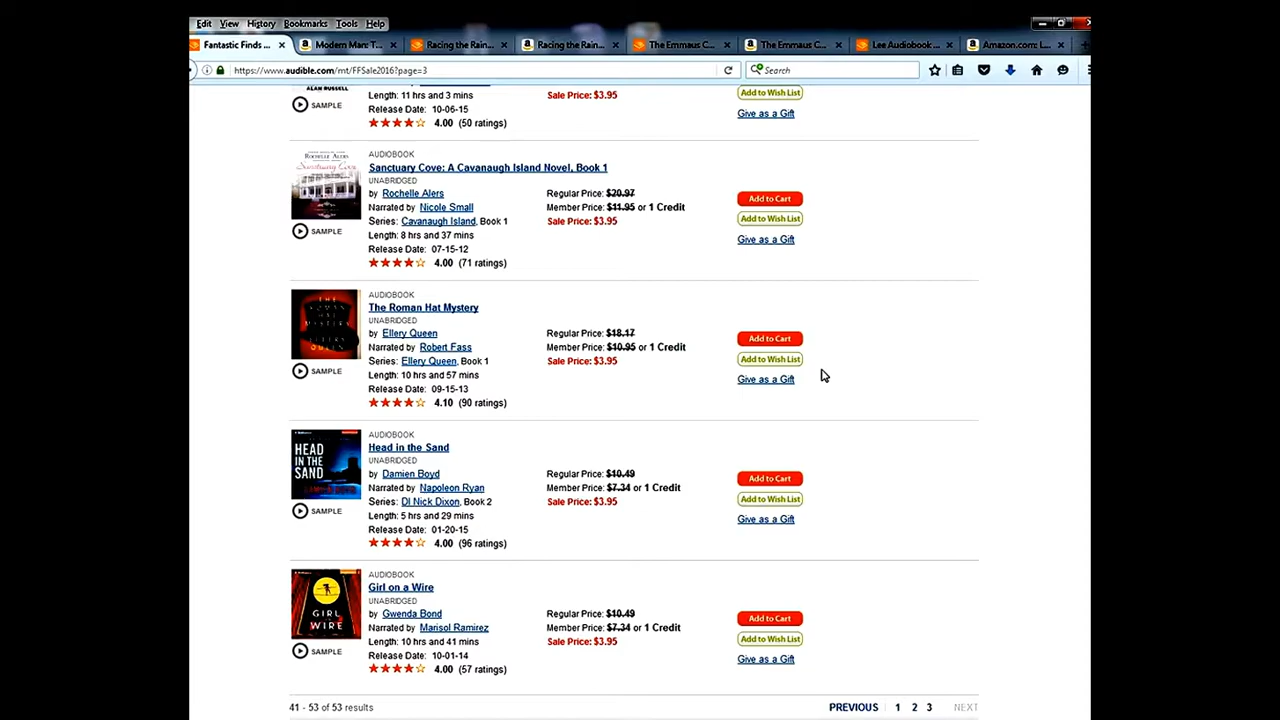 Edit View History Bookmarks Tools Help
Fantastic Finds ... Modern Man: T... Racing the Rain... Racing the Rain... The Emmaus C... The Emmaus C... Lee Audiobook ... Amazon.com: L...
https://www.audible.com/mt/FFSale2016?page=3 Search
ALAN RUSSELL
SAMPLE
Length: 11 hrs and 3 mins
Release Date: 10-06-15
4.00 (50 ratings)
Sale Price: $3.95
Add to Wish List
Give as a Gift
ROCHELLE ALERS
Sanctuary Cove
SAMPLE
AUDIOBOOK
Sanctuary Cove: A Cavanaugh Island Novel, Book 1
UNABRIDGED
by Rochelle Alers
Narrated by Nicole Small
Series: Cavanaugh Island, Book 1
Length: 8 hrs and 37 mins
Release Date: 07-15-12
4.00 (71 ratings)
Regular Price: $20.97
Member Price: $11.95 or 1 Credit
Sale Price: $3.95
Add to Cart
Add to Wish List
Give as a Gift
THE
ROMAN HAT
MYSTERY
ELLERY
QUEEN
SAMPLE
AUDIOBOOK
The Roman Hat Mystery
UNABRIDGED
by Ellery Queen
Narrated by Robert Fass
Series: Ellery Queen, Book 1
Length: 10 hrs and 57 mins
Release Date: 09-15-13
4.10 (90 ratings)
Regular Price: $18.17
Member Price: $10.95 or 1 Credit
Sale Price: $3.95
Add to Cart
Add to Wish List
Give as a Gift
HEAD
IN THE
SAND
SAMPLE
AUDIOBOOK
Head in the Sand
UNABRIDGED
by Damien Boyd
Narrated by Napoleon Ryan
Series: DI Nick Dixon, Book 2
Length: 5 hrs and 29 mins
Release Date: 01-20-15
4.00 (96 ratings)
Regular Price: $10.49
Member Price: $7.34 or 1 Credit
Sale Price: $3.95
Add to Cart
Add to Wish List
Give as a Gift
GIRL
WIRE
SAMPLE
AUDIOBOOK
Girl on a Wire
UNABRIDGED
by Gwenda Bond
Narrated by Marisol Ramirez
Length: 10 hrs and 41 mins
Release Date: 10-01-14
4.00 (57 ratings)
Regular Price: $10.49
Member Price: $7.34 or 1 Credit
Sale Price: $3.95
Add to Cart
Add to Wish List
Give as a Gift
41 - 53 of 53 results
PREVIOUS 1 2 3 NEXT